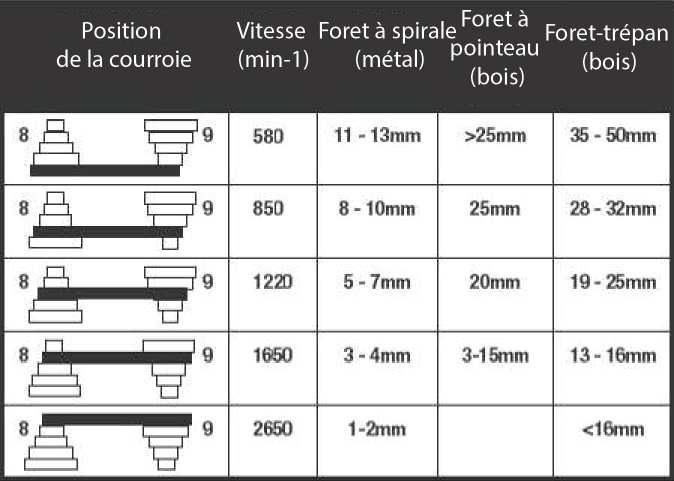 Position de la courroie
Vitesse (min-1)
Foret à spirale (métal)
Foret à pointeau (bois)
Foret-trépan (bois)
8 9 580 11 - 13mm >25mm 35 - 50mm
8 9 850 8 - 10mm 25mm 28 - 32mm
8 9 1220 5 - 7mm 20mm 19 - 25mm
8 9 1650 3 - 4mm 3-15mm 13 - 16mm
8 9 2650 1-2mm <16mm